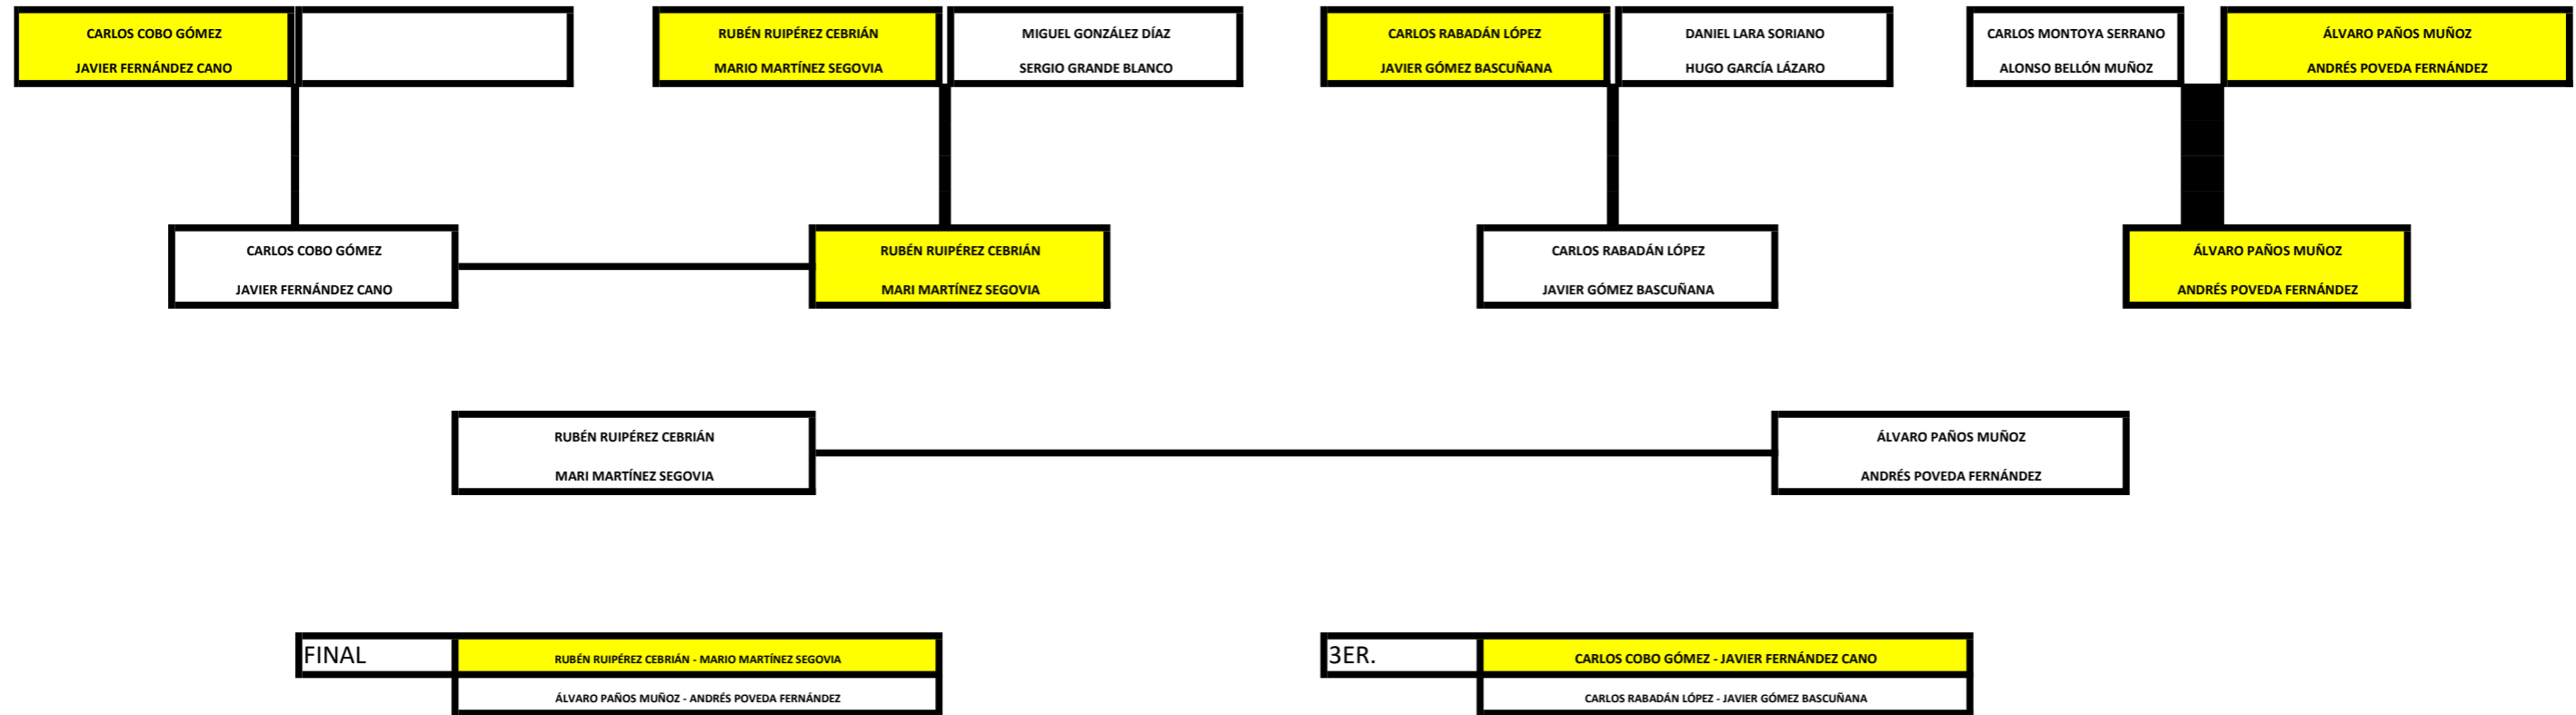 CARLOS COBO GÓMEZ
JAVIER FERNÁNDEZ CANO
RUBÉN RUIPÉREZ CEBRIÁN
MARIO MARTÍNEZ SEGOVIA
MIGUEL GONZÁLEZ DÍAZ
SERGIO GRANDE BLANCO
CARLOS RABADÁN LÓPEZ
JAVIER GÓMEZ BASCUÑANA
DANIEL LARA SORIANO
HUGO GARCÍA LÁZARO
CARLOS MONTOYA SERRANO
ALONSO BELLÓN MUÑOZ
ÁLVARO PAÑOS MUÑOZ
ANDRÉS POVEDA FERNÁNDEZ
CARLOS COBO GÓMEZ
JAVIER FERNÁNDEZ CANO
RUBÉN RUIPÉREZ CEBRIÁN
MARI MARTÍNEZ SEGOVIA
CARLOS RABADÁN LÓPEZ
JAVIER GÓMEZ BASCUÑANA
ÁLVARO PAÑOS MUÑOZ
ANDRÉS POVEDA FERNÁNDEZ
RUBÉN RUIPÉREZ CEBRIÁN
MARI MARTÍNEZ SEGOVIA
ÁLVARO PAÑOS MUÑOZ
ANDRÉS POVEDA FERNÁNDEZ
FINAL
RUBÉN RUIPÉREZ CEBRIÁN - MARIO MARTÍNEZ SEGOVIA
ÁLVARO PAÑOS MUÑOZ - ANDRÉS POVEDA FERNÁNDEZ
3ER.
CARLOS COBO GÓMEZ - JAVIER FERNÁNDEZ CANO
CARLOS RABADÁN LÓPEZ - JAVIER GÓMEZ BASCUÑANA